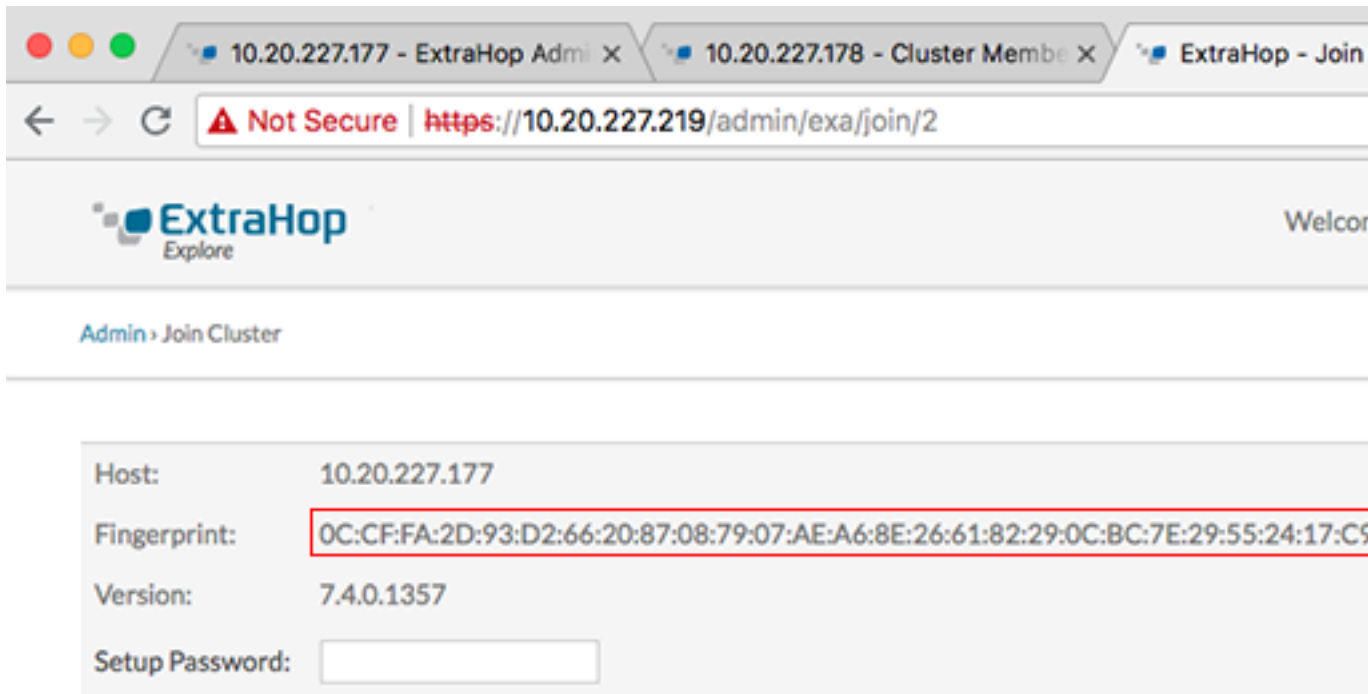 10.20.227.177 - ExtraHop Admi
10.20.227.178 - Cluster Membe
ExtraHop - Join
Not Secure | https://10.20.227.219/admin/exa/join/2
ExtraHop
Explore
Welcom
Admin › Join Cluster
Host: 10.20.227.177
Fingerprint: 0C:CF:FA:2D:93:D2:66:20:87:08:79:07:AE:A6:8E:26:61:82:29:0C:BC:7E:29:55:24:17:C9
Version: 7.4.0.1357
Setup Password: